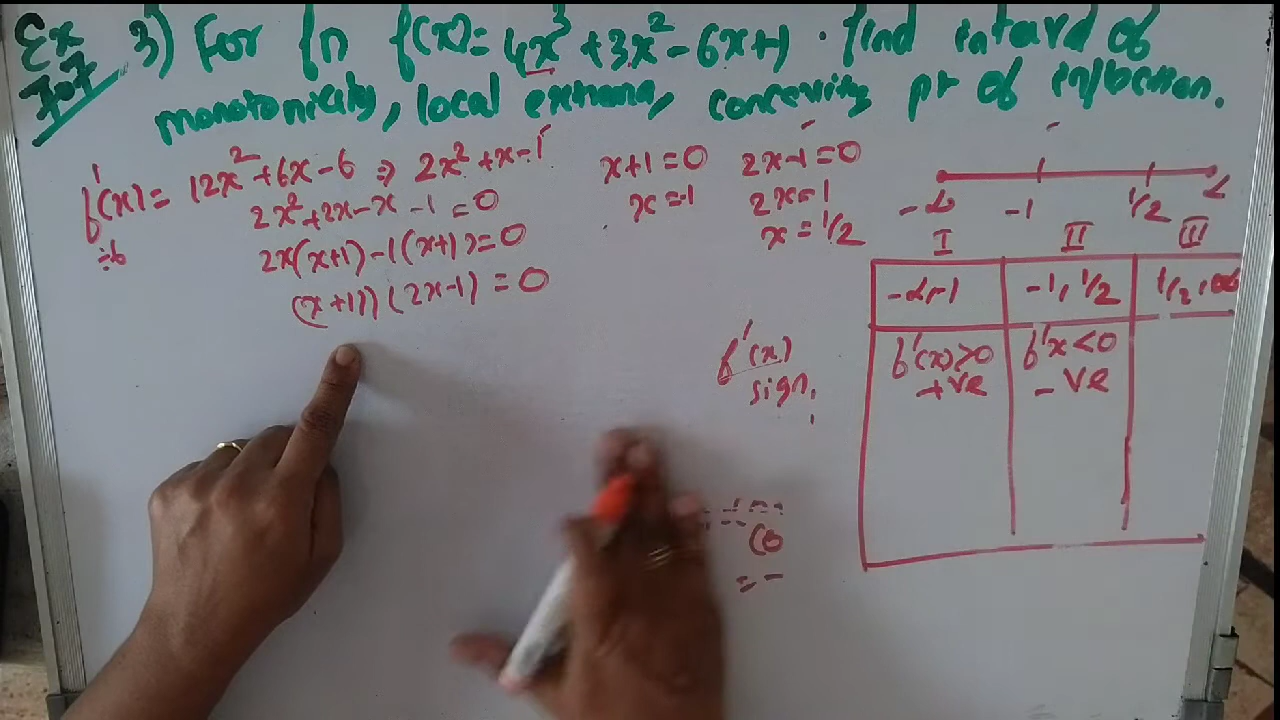 Ex 7.7 3) For fn f(x) = 4x³ + 3x² - 6x + 1 . find interval of
monotonicity, local extrema, concavity pt of inflection.
f'(x) = 12x² + 6x - 6 ⇒ 2x² + x - 1
÷6
2x² + 2x - x - 1 = 0
2x(x+1) - 1(x+1) = 0
(x+1)) (2x-1) = 0
x+1 = 0
x = -1
2x-1 = 0
2x = 1
x = 1/2
-∞ -1 1/2 ∞
I II III
-∞,-1 -1, 1/2 1/2, ∞
f'(x) sign
f'(x) > 0 f'x < 0
+ve - ve
(0
= -